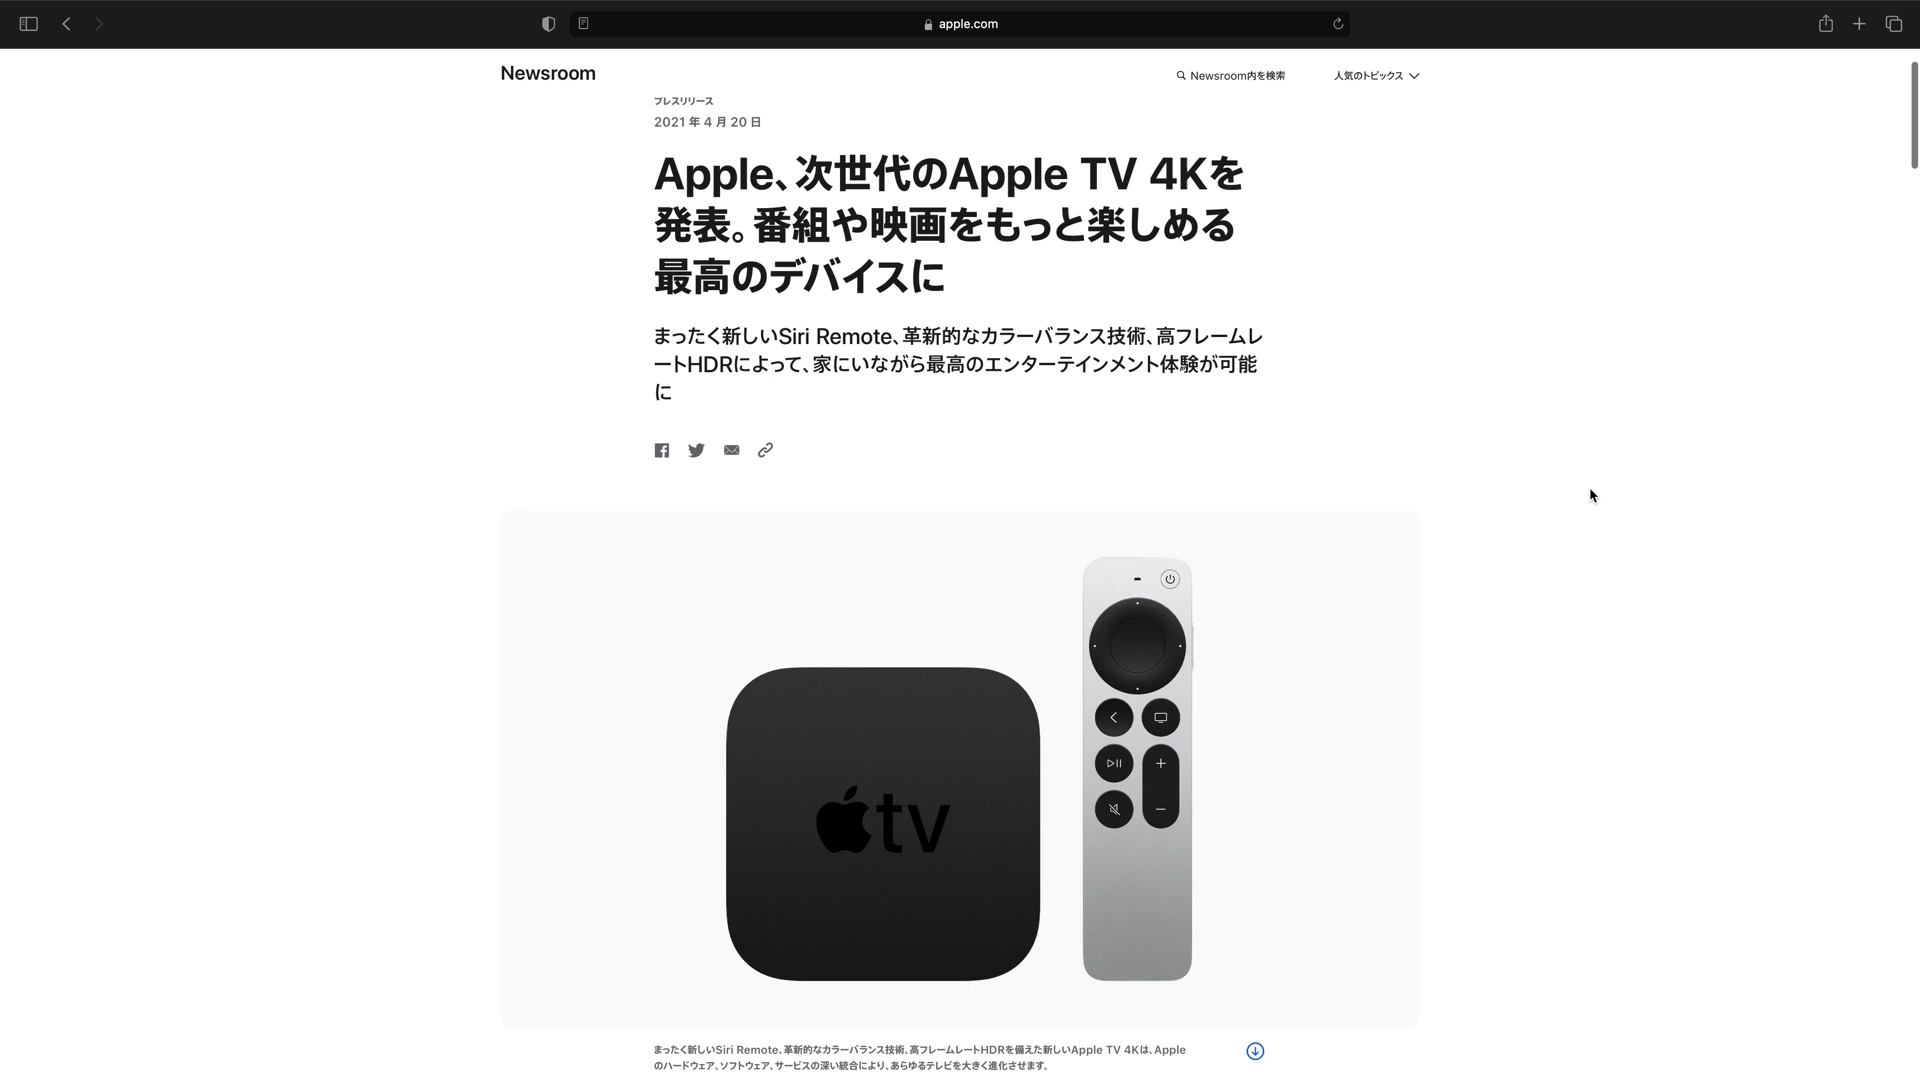 apple.com
Newsroom
Newsroom内を検索
人気のトピックス
プレスリリース
2021 年 4 月 20 日
Apple、次世代のApple TV 4Kを
発表。番組や映画をもっと楽しめる
最高のデバイスに
まったく新しいSiri Remote、革新的なカラーバランス技術、高フレームレ
ートHDRによって、家にいながら最高のエンターテインメント体験が可能
に
tv
まったく新しいSiri Remote、革新的なカラーバランス技術、高フレームレートHDRを備えた新しいApple TV 4Kは、Apple
のハードウェア、ソフトウェア、サービスの深い統合により、あらゆるテレビを大きく進化させます。